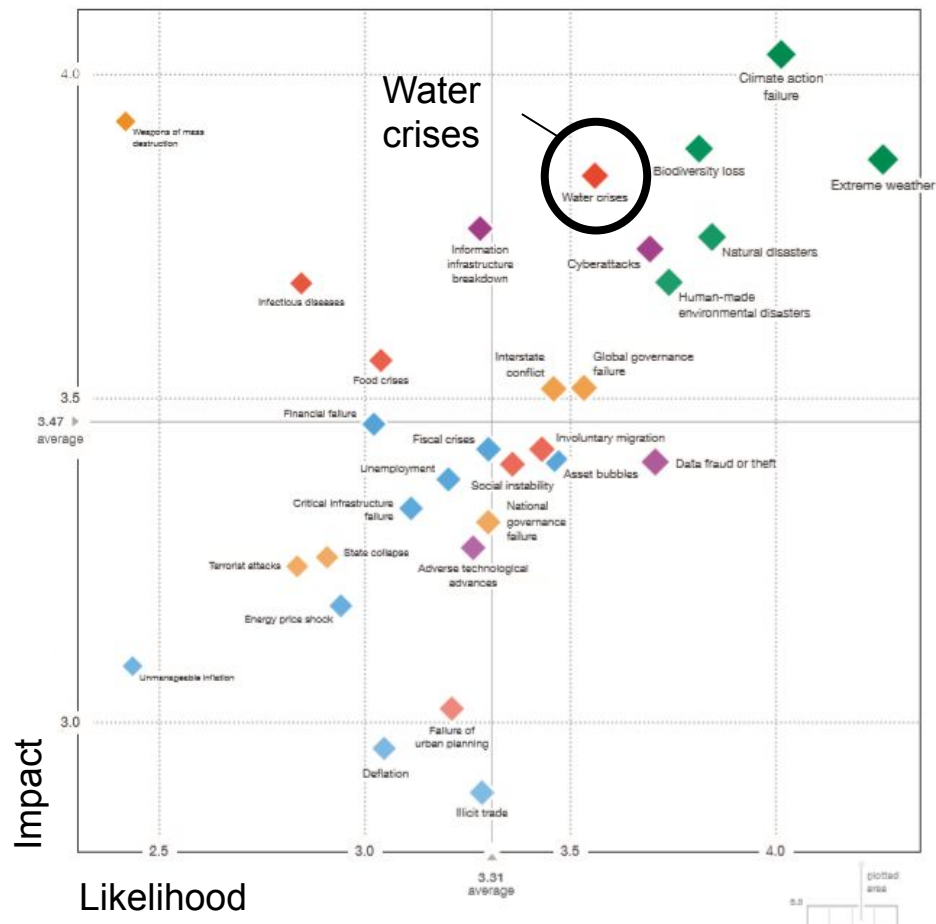 4.0
Water
crises
Climate action
failure
Weapons of mass
destruction
Biodiversity loss
Extreme weather
Water crises
Information
infrastructure
breakdown
Cyberattacks
Natural disasters
Infectious diseases
Human-made
environmental disasters
Food crises
Interstate
conflict
Global governance
failure
3.5
3.47
average
Financial failure
Fiscal crises
Involuntary migration
Unemployment
Social instability
Asset bubbles
Data fraud or theft
Critical infrastructure
failure
National
governance
failure
Terrorist attacks
State collapse
Adverse technological
advances
Energy price shock
Unmanageable inflation
3.0
Failure of
urban planning
Deflation
Illicit trade
Impact
2.5
3.0
3.5
4.0
3.31
average
Likelihood
plotted
area
5.0